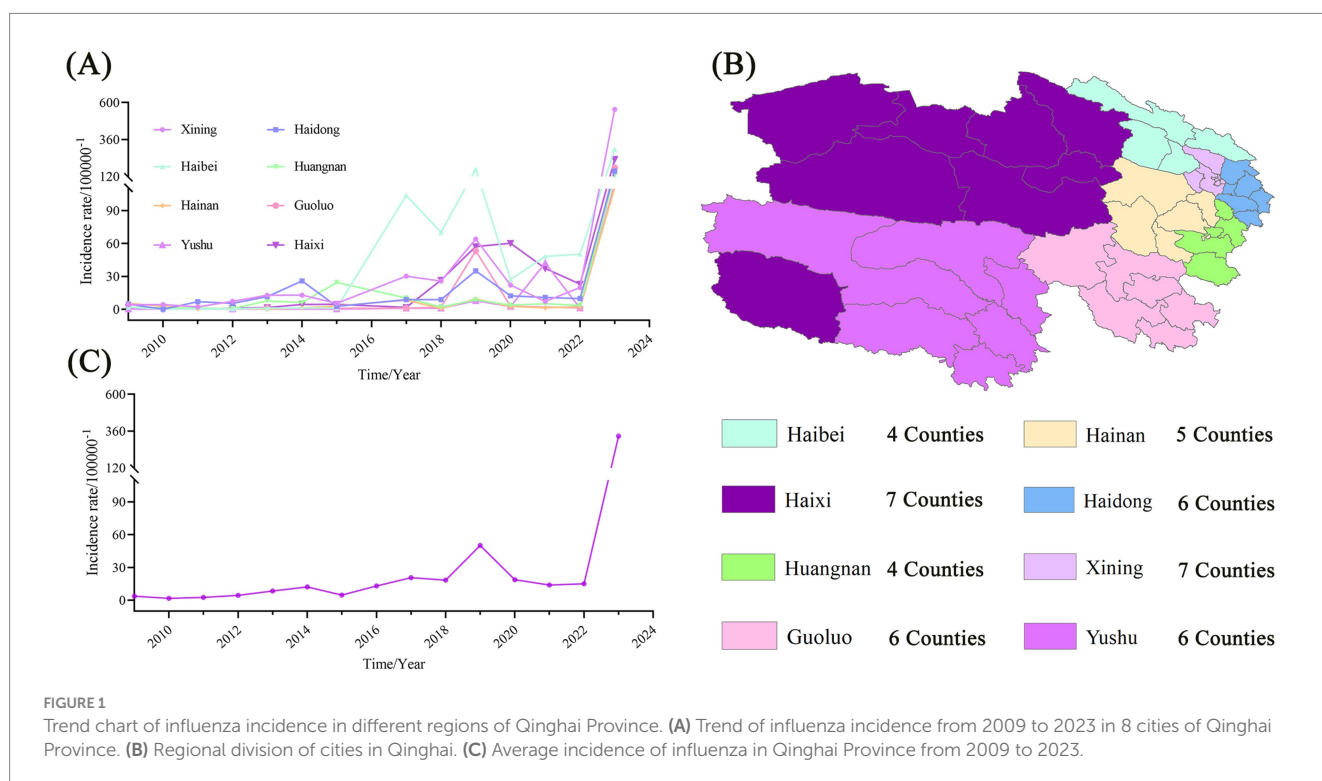 (A)
Incidence rate/100000⁻¹
600
360
120
90
60
30
0
Xining
Haidong
Haibei
Huangnan
Hainan
Guoluo
Yushu
Haixi
2010
2012
2014
2016
2018
2020
2022
2024
Time/Year
(B)
Haibei 4 Counties
Hainan 5 Counties
Haixi 7 Counties
Haidong 6 Counties
Huangnan 4 Counties
Xining 7 Counties
Guoluo 6 Counties
Yushu 6 Counties
(C)
Incidence rate/100000⁻¹
600
360
120
90
60
30
0
2010
2012
2014
2016
2018
2020
2022
2024
Time/Year
FIGURE 1
Trend chart of influenza incidence in different regions of Qinghai Province. (A) Trend of influenza incidence from 2009 to 2023 in 8 cities of Qinghai
Province. (B) Regional division of cities in Qinghai. (C) Average incidence of influenza in Qinghai Province from 2009 to 2023.